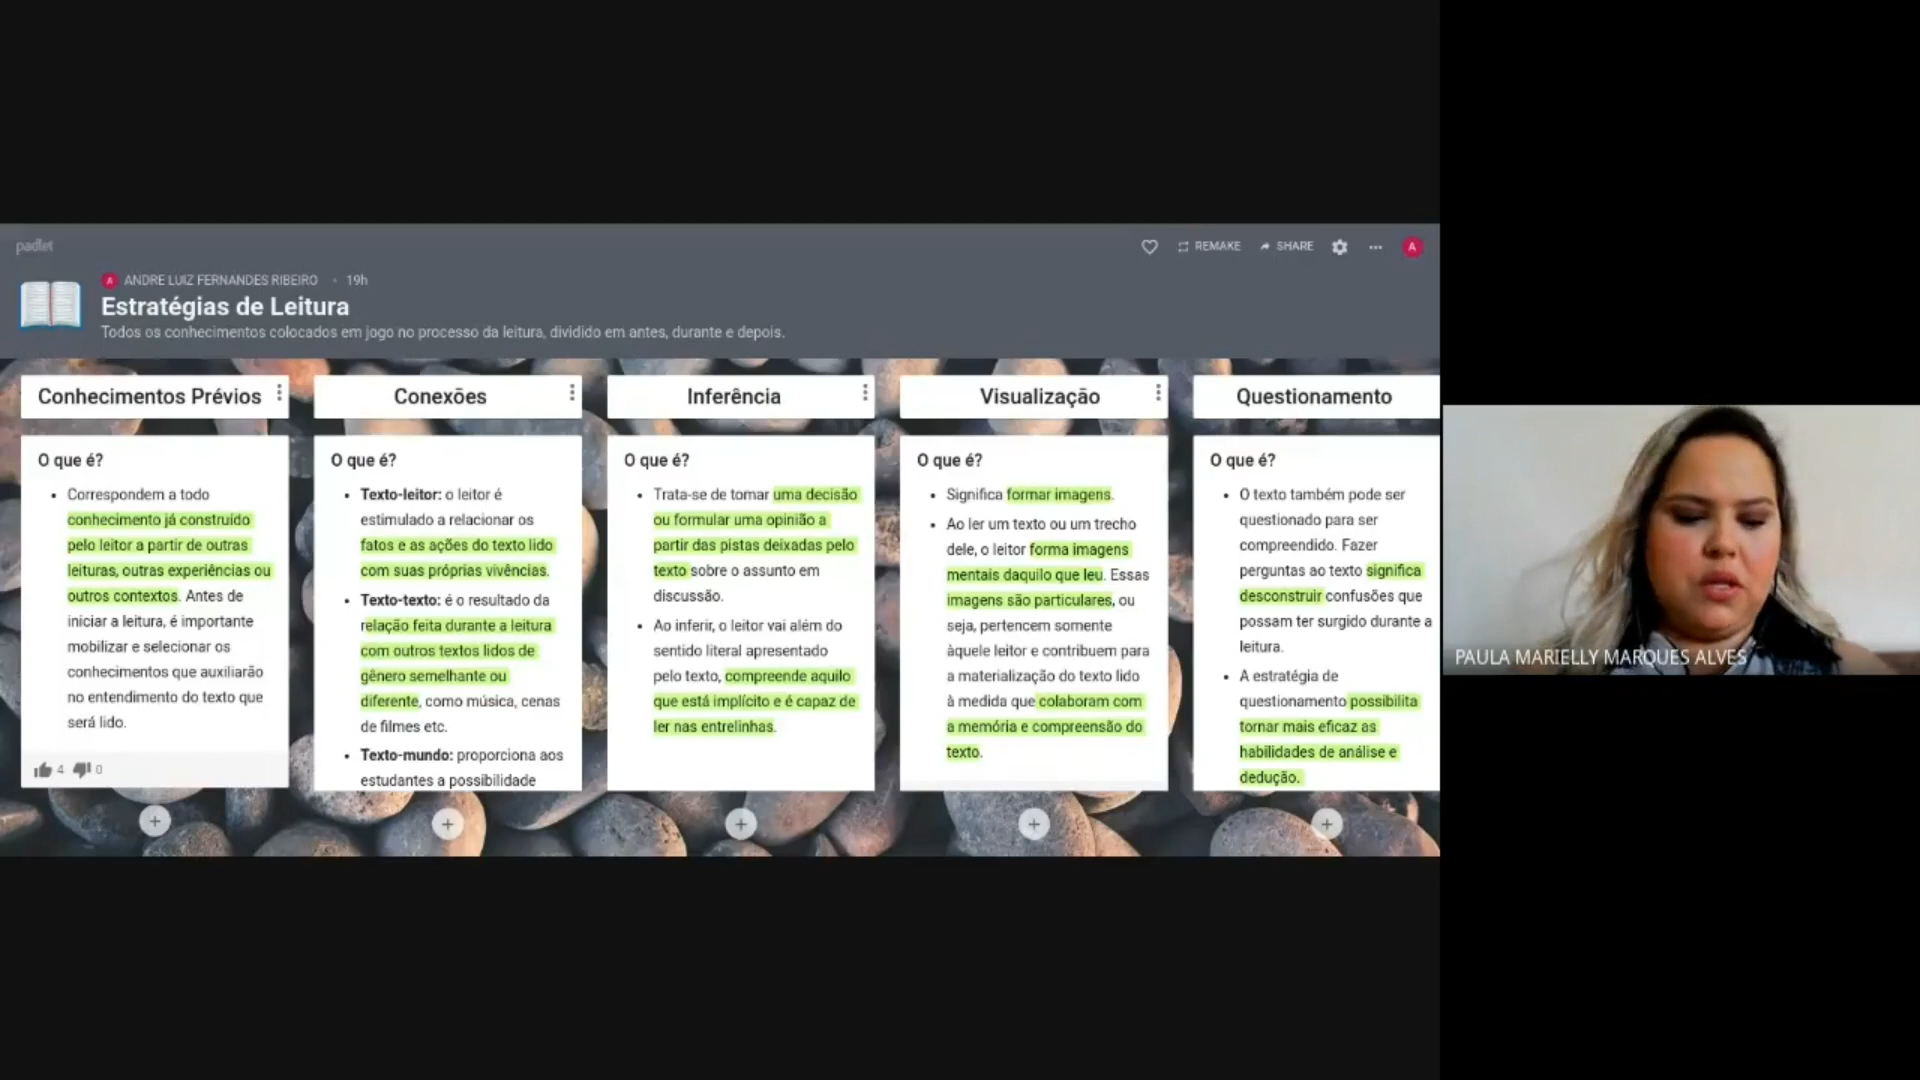 padlet
REMAKE
SHARE
A
A ANDRE LUIZ FERNANDES RIBEIRO • 19h
Estratégias de Leitura
Todos os conhecimentos colocados em jogo no processo da leitura, dividido em antes, durante e depois.
Conhecimentos Prévios
O que é?
• Correspondem a todo
conhecimento já construído
pelo leitor a partir de outras
leituras, outras experiências ou
outros contextos. Antes de
iniciar a leitura, é importante
mobilizar e selecionar os
conhecimentos que auxiliarão
no entendimento do texto que
será lido.
4 0
+
Conexões
O que é?
• Texto-leitor: o leitor é
estimulado a relacionar os
fatos e as ações do texto lido
com suas próprias vivências.
• Texto-texto: é o resultado da
relação feita durante a leitura
com outros textos lidos de
gênero semelhante ou
diferente, como música, cenas
de filmes etc.
• Texto-mundo: proporciona aos
estudantes a possibilidade
+
Inferência
O que é?
• Trata-se de tomar uma decisão
ou formular uma opinião a
partir das pistas deixadas pelo
texto sobre o assunto em
discussão.
• Ao inferir, o leitor vai além do
sentido literal apresentado
pelo texto, compreende aquilo
que está implícito e é capaz de
ler nas entrelinhas.
+
Visualização
O que é?
• Significa formar imagens.
• Ao ler um texto ou um trecho
dele, o leitor forma imagens
mentais daquilo que leu. Essas
imagens são particulares, ou
seja, pertencem somente
àquele leitor e contribuem para
a materialização do texto lido
à medida que colaboram com
a memória e compreensão do
texto.
+
Questionamento
O que é?
• O texto também pode ser
questionado para ser
compreendido. Fazer
perguntas ao texto significa
desconstruir confusões que
possam ter surgido durante a
leitura.
• A estratégia de
questionamento possibilita
tornar mais eficaz as
habilidades de análise e
dedução.
+
PAULA MARIELLY MARQUES ALVES